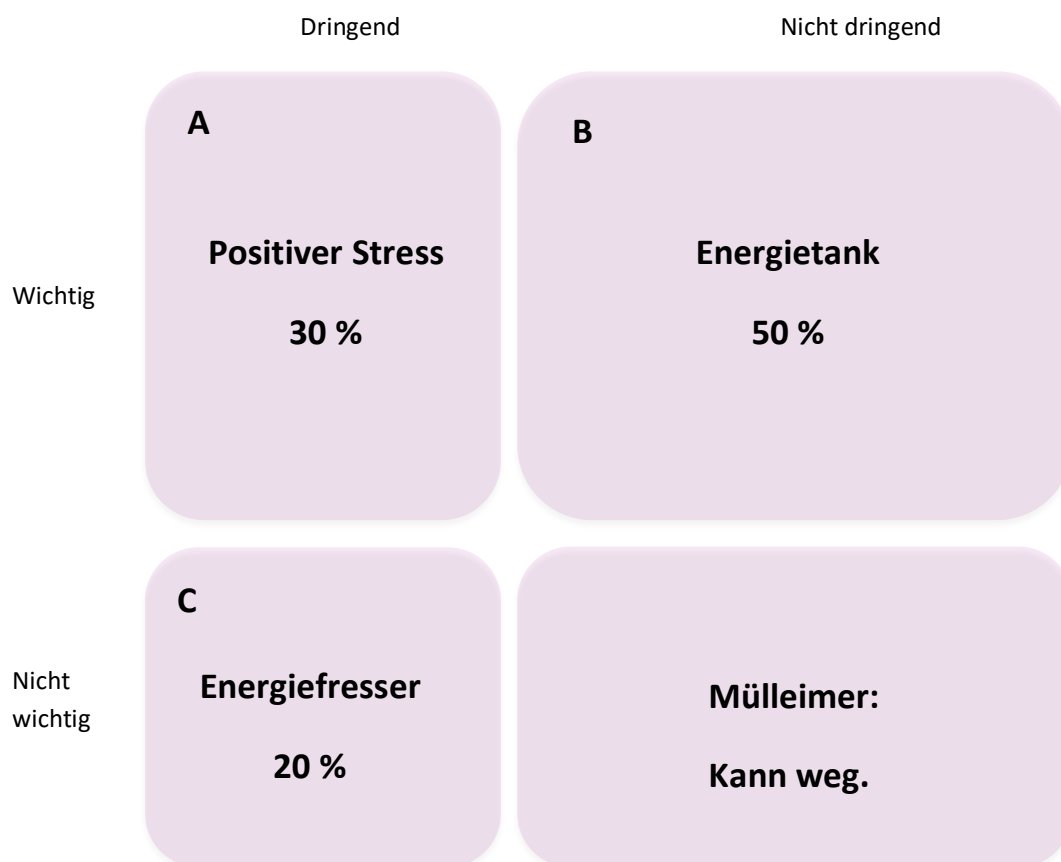 Dringend
Nicht dringend
A
B
Positiver Stress
Energietank
Wichtig
30 %
50 %
C
Nicht
wichtig
Energiefresser
Mülleimer:
20 %
Kann weg.